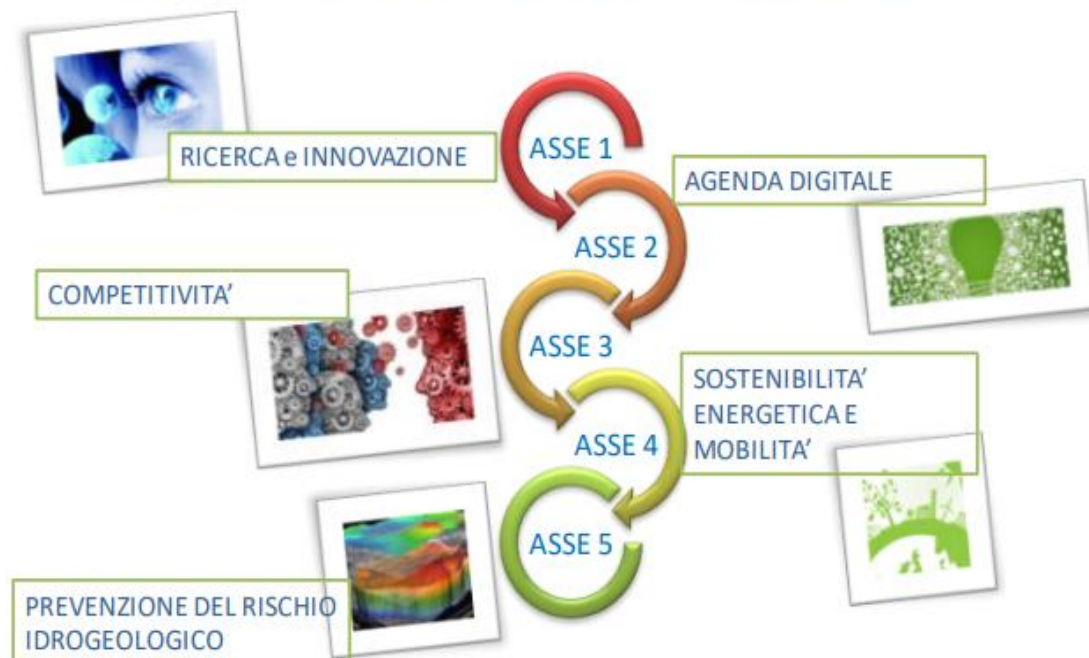 ASSE 1
RICERCA e INNOVAZIONE
AGENDA DIGITALE
ASSE 2
COMPETITIVITA’
ASSE 3
SOSTENIBILITA’
ENERGETICA E
MOBILITA’
ASSE 4
ASSE 5
PREVENZIONE DEL RISCHIO
IDROGEOLOGICO